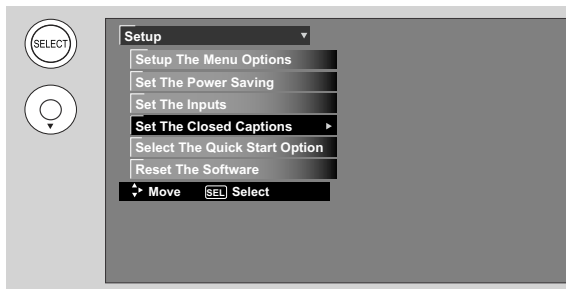 SELECT
Setup
Setup The Menu Options
Set The Power Saving
Set The Inputs
Set The Closed Captions
Select The Quick Start Option
Reset The Software
Move SEL Select